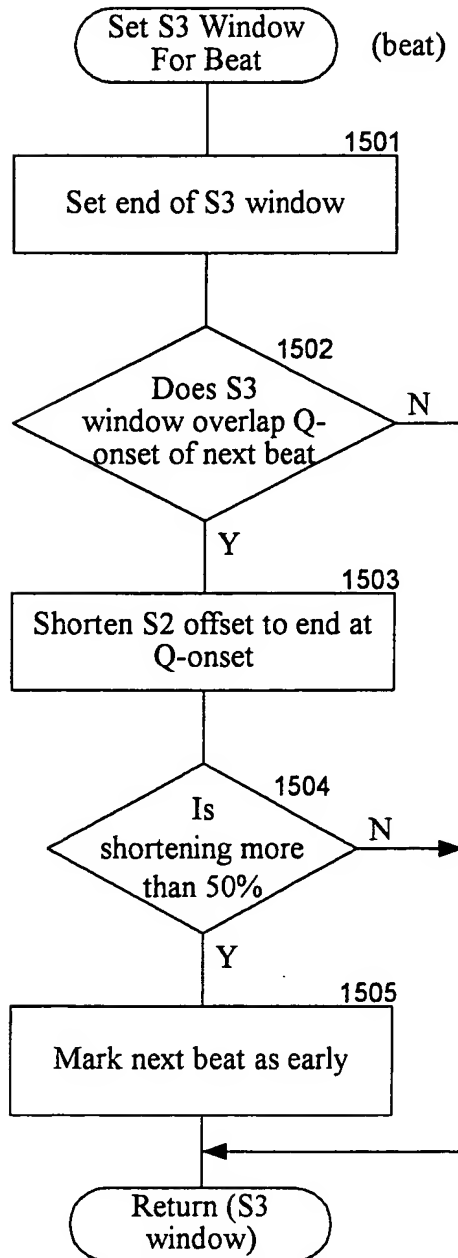 Set S3 Window
For Beat
(beat)
1501
Set end of S3 window
1502
Does S3
window overlap Q-
onset of next beat
N
Y
1503
Shorten S2 offset to end at
Q-onset
1504
Is
shortening more
than 50%
N
Y
1505
Mark next beat as early
Return (S3
window)